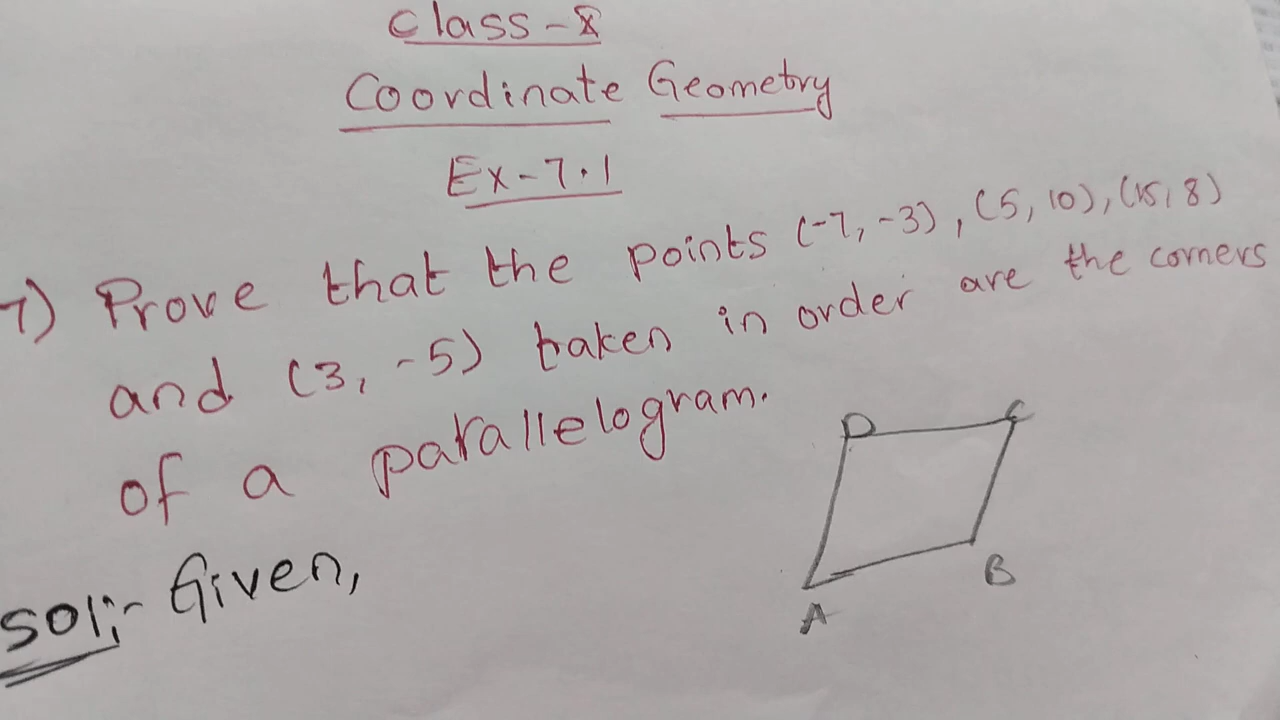 Class-X
Coordinate Geometry
Ex-7.1
7) Prove that the points (-7, -3), (5, 10), (15, 8)
and (3, -5) taken in order are the corners
of a parallelogram.
D C
Sol:- Given,
B
A